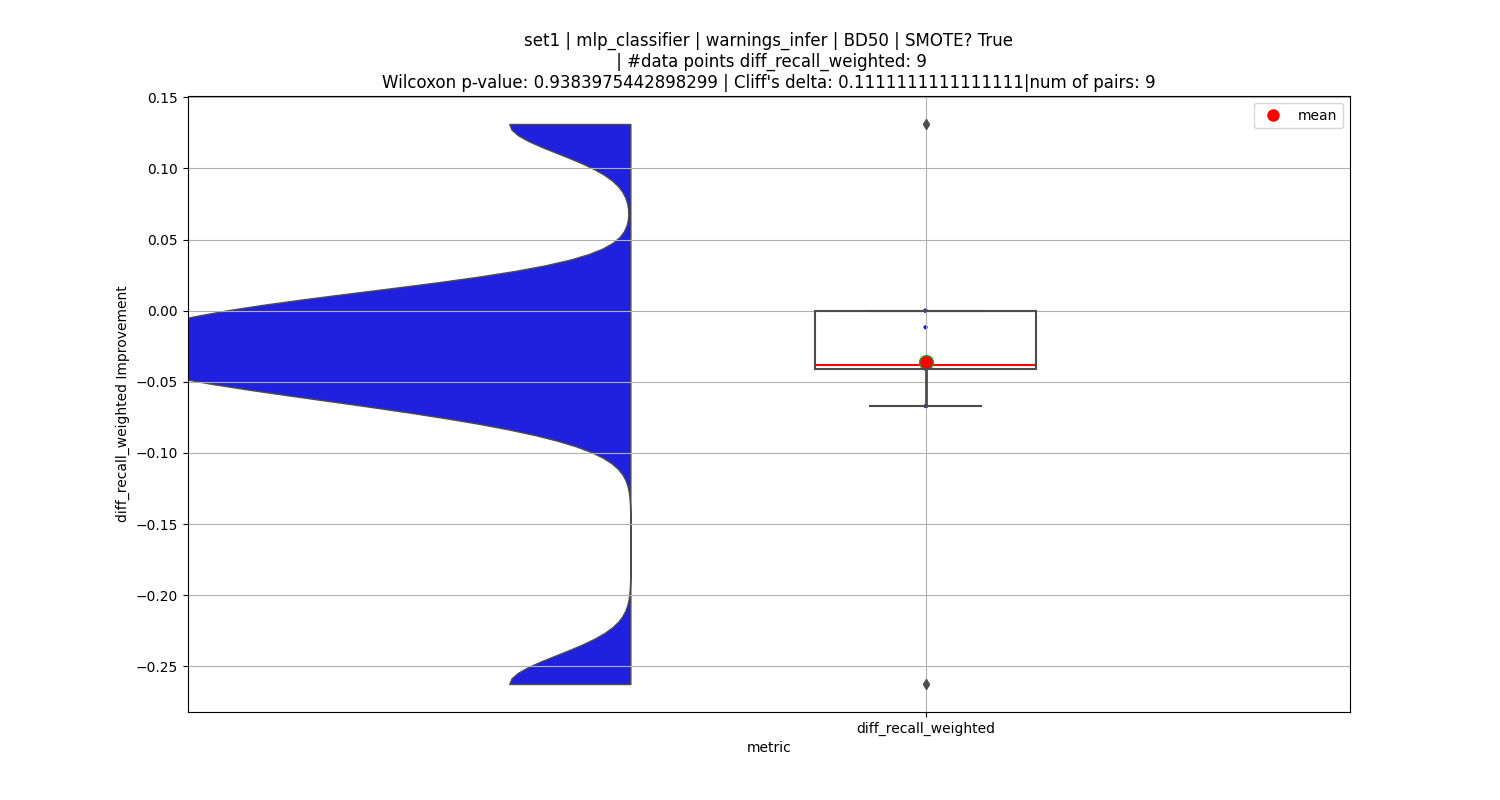 set1 | mlp_classifier | warnings_infer | BD50 | SMOTE? True
| #data points diff_recall_weighted: 9
Wilcoxon p-value: 0.9383975442898299 | Cliff's delta: 0.1111111111111111|num of pairs: 9
mean
0.15
0.10
0.05
0.00
−0.05
−0.10
−0.15
−0.20
−0.25
diff_recall_weighted Improvement
diff_recall_weighted
metric